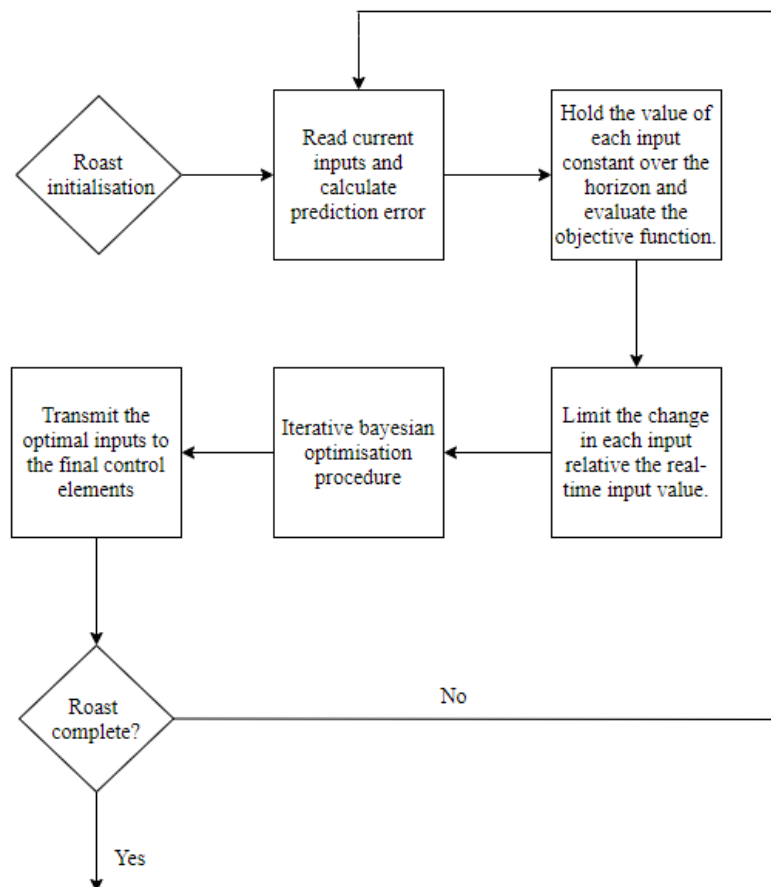 Roast
initialisation
Read current
inputs and
calculate
prediction error
Hold the value of
each input
constant over the
horizon and
evaluate the
objective function.
Limit the change
in each input
relative the real-
time input value.
Iterative bayesian
optimisation
procedure
Transmit the
optimal inputs to
the final control
elements
Roast
complete?
No
Yes